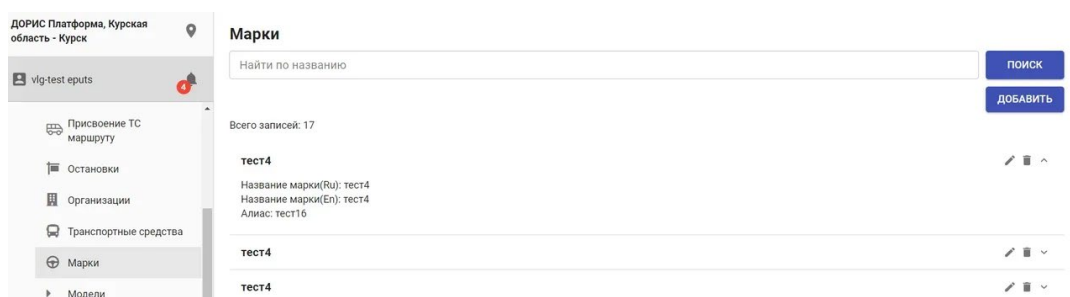 ДОРИС Платформа, Курская
область - Курск
vlg-test eputs
4
Присвоение ТС
маршруту
Остановки
Организации
Транспортные средства
Марки
Модели
Марки
Найти по названию
ПОИСК
ДОБАВИТЬ
Всего записей: 17
тест4
Название марки(Ru): тест4
Название марки(En): тест4
Алиас: тест16
тест4
тест4